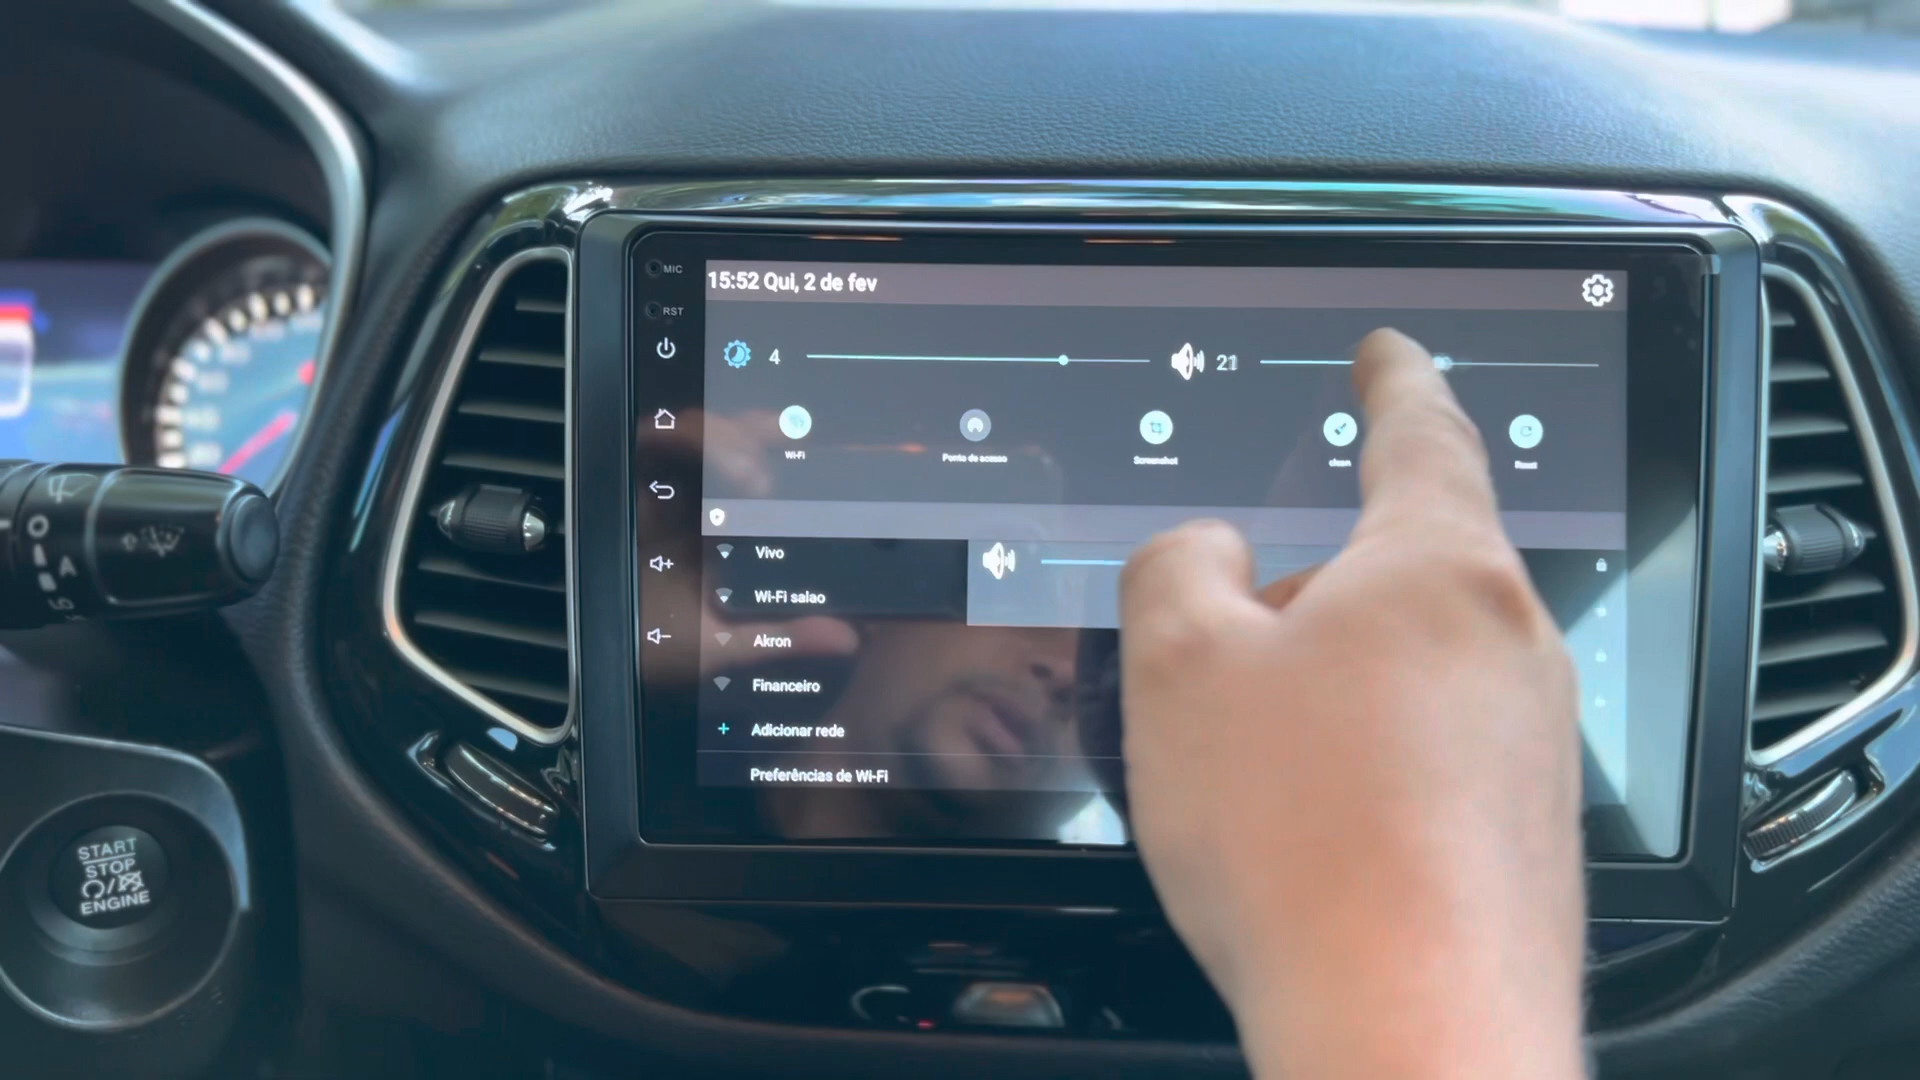 MIC
15:52 Qui, 2 de fev
RST
4
21
Wi-Fi
Ponto de acesso
Screenshot
clean
Reset
Vivo
Wi-Fi salao
Akron
Financeiro
+ Adicionar rede
Preferências de Wi-Fi
O
A
START
STOP
ENGINE